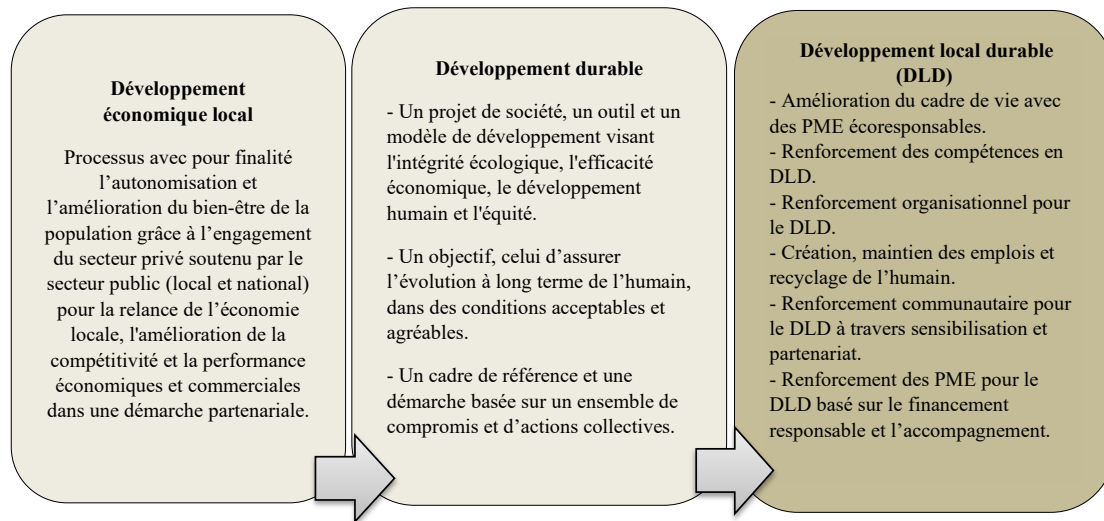 Développement
économique local
Processus avec pour finalité
l’autonomisation et
l’amélioration du bien-être de la
population grâce à l’engagement
du secteur privé soutenu par le
secteur public (local et national)
pour la relance de l’économie
locale, l'amélioration de la
compétitivité et la performance
économiques et commerciales
dans une démarche partenariale.
Développement durable
- Un projet de société, un outil et un
modèle de développement visant
l'intégrité écologique, l'efficacité
économique, le développement
humain et l'équité.
- Un objectif, celui d’assurer
l’évolution à long terme de l’humain,
dans des conditions acceptables et
agréables.
- Un cadre de référence et une
démarche basée sur un ensemble de
compromis et d’actions collectives.
Développement local durable
(DLD)
- Amélioration du cadre de vie avec
des PME écoresponsables.
- Renforcement des compétences en
DLD.
- Renforcement organisationnel pour
le DLD.
- Création, maintien des emplois et
recyclage de l’humain.
- Renforcement communautaire pour
le DLD à travers sensibilisation et
partenariat.
- Renforcement des PME pour le
DLD basé sur le financement
responsable et l’accompagnement.